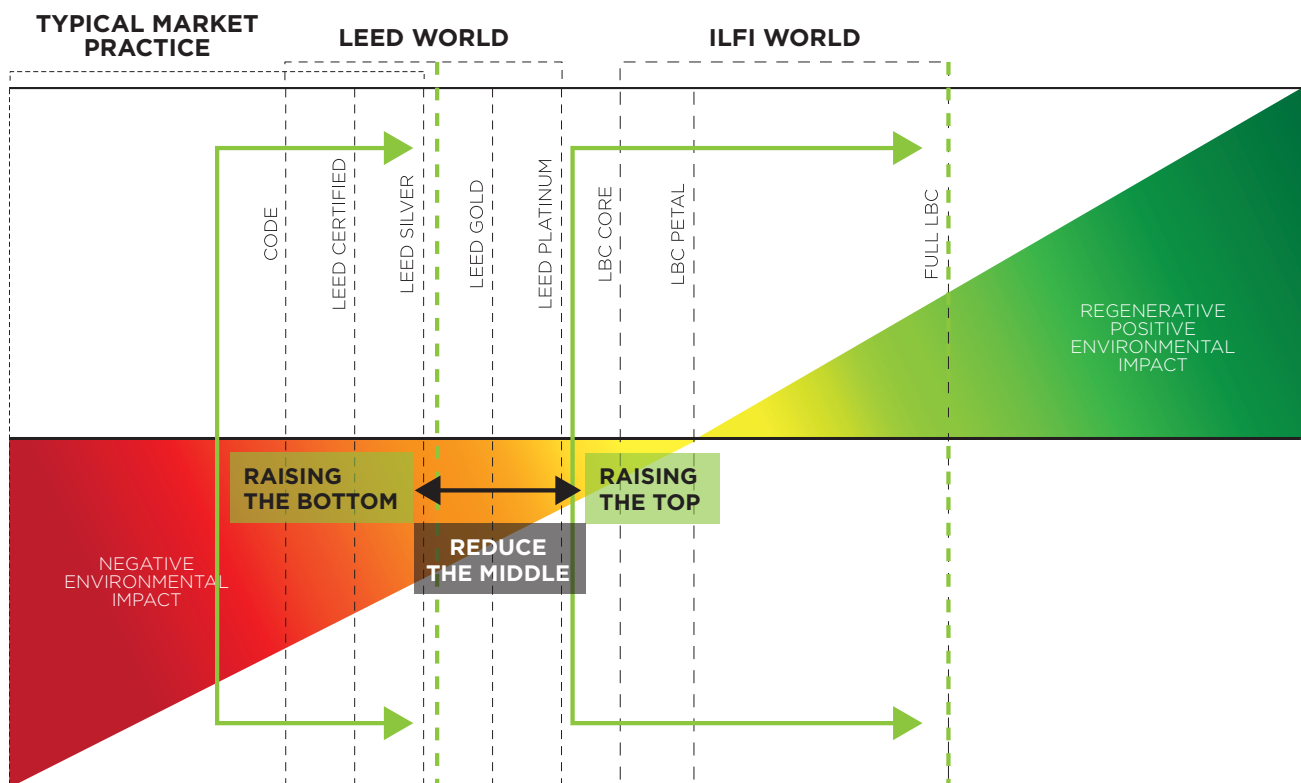 TYPICAL MARKET
PRACTICE
LEED WORLD
ILFI WORLD
CODE
LEED CERTIFIED
LEED SILVER
LEED GOLD
LEED PLATINUM
LBC CORE
LBC PETAL
FULL LBC
REGENERATIVE
POSITIVE
ENVIRONMENTAL
IMPACT
RAISING
THE BOTTOM
RAISING
THE TOP
REDUCE
THE MIDDLE
NEGATIVE
ENVIRONMENTAL
IMPACT